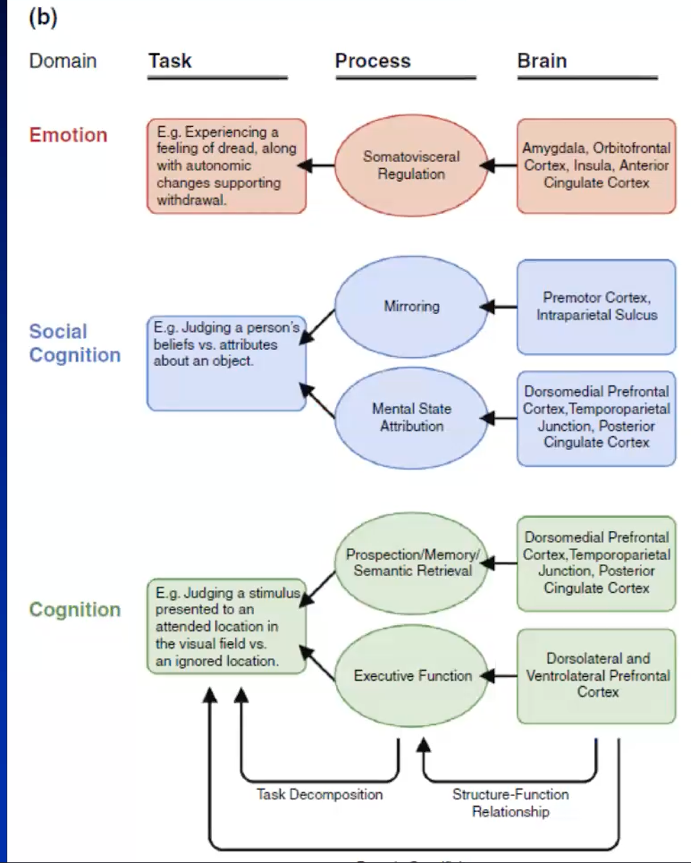 (b)
Domain
Task
Process
Brain
Emotion
E.g. Experiencing a
feeling of dread, along
with autonomic
changes supporting
withdrawal.
Somatovisceral
Regulation
Amygdala, Orbitofrontal
Cortex, Insula, Anterior
Cingulate Cortex
Social
Cognition
E.g. Judging a person's
beliefs vs. attributes
about an object.
Mirroring
Premotor Cortex,
Intraparietal Sulcus
Mental State
Attribution
Dorsomedial Prefrontal
Cortex,Temporoparietal
Junction, Posterior
Cingulate Cortex
Cognition
E.g. Judging a stimulus
presented to an
attended location in
the visual field vs.
an ignored location.
Prospection/Memory/
Semantic Retrieval
Dorsomedial Prefrontal
Cortex,Temporoparietal
Junction, Posterior
Cingulate Cortex
Executive Function
Dorsolateral and
Ventrolateral Prefrontal
Cortex
Task Decomposition
Structure-Function
Relationship